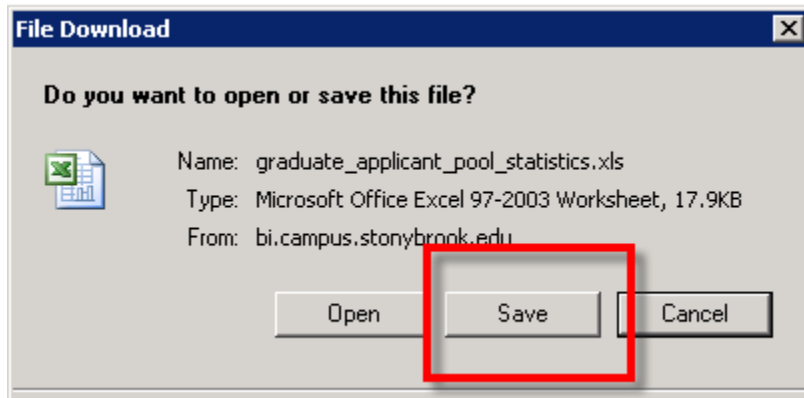 File Download
Do you want to open or save this file?
Name: graduate_applicant_pool_statistics.xls
Type: Microsoft Office Excel 97-2003 Worksheet, 17.9KB
From: bi.campus.stonybrook.edu
Open Save Cancel